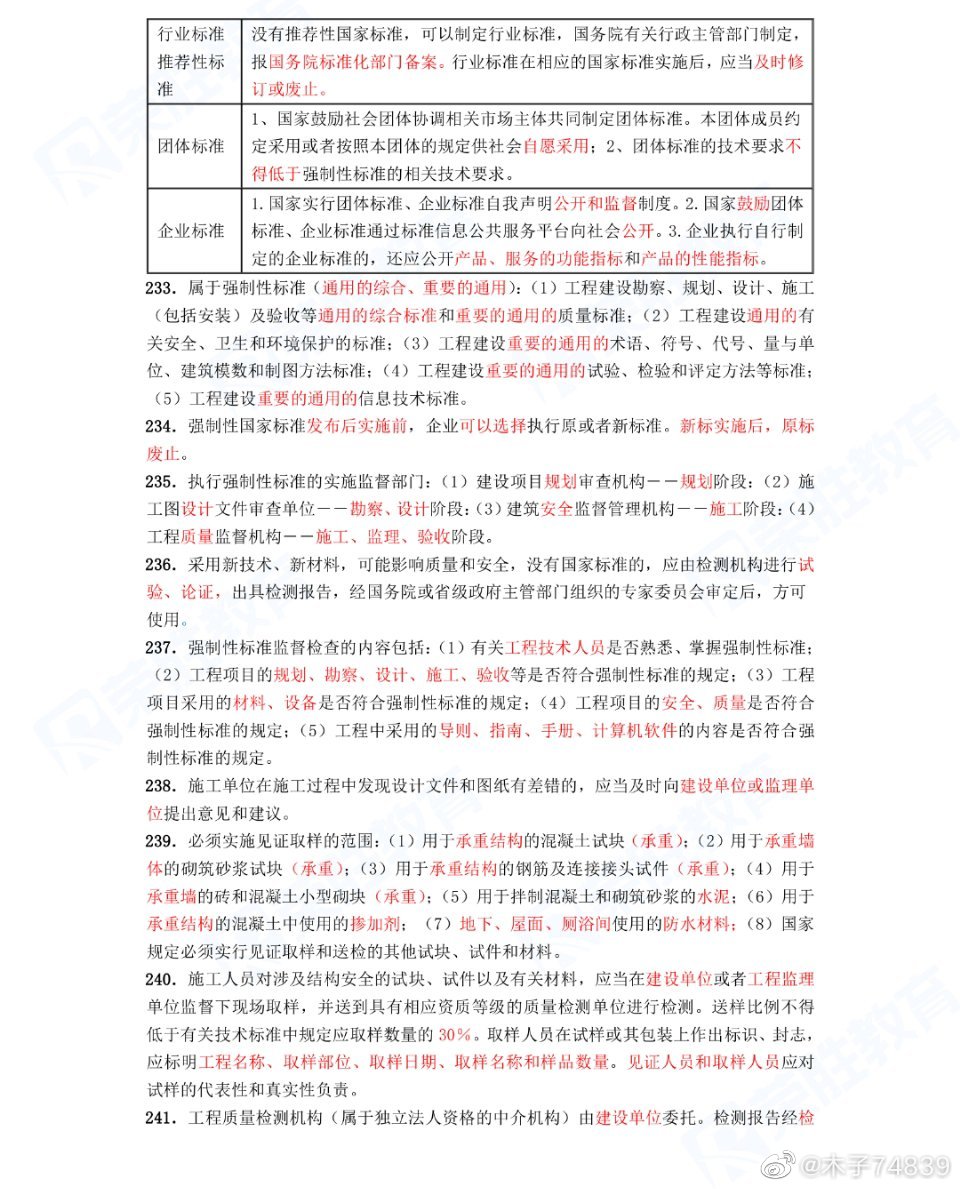 行业标准 没有推荐性国家标准，可以制定行业标准，国务院有关行政主管部门制定，
推荐性标 报国务院标准化部门备案。行业标准在相应的国家标准实施后，应当及时修
准 订或废止。
1、国家鼓励社会团体协调相关市场主体共同制定团体标准。本团体成员约
团体标准 定采用或者按照本团体的规定供社会自愿采用；2、团体标准的技术要求不
得低于强制性标准的相关技术要求。
1.国家实行团体标准、企业标准自我声明公开和监督制度。2.国家鼓励团体
企业标准 标准、企业标准通过标准信息公共服务平台向社会公开。3.企业执行自行制
定的企业标准的，还应公开产品、服务的功能指标和产品的性能指标。
233．属于强制性标准（通用的综合、重要的通用）：（1）工程建设勘察、规划、设计、施工
（包括安装）及验收等通用的综合标准和重要的通用的质量标准；（2）工程建设通用的有
关安全、卫生和环境保护的标准；（3）工程建设重要的通用的术语、符号、代号、量与单
位、建筑模数和制图方法标准；（4）工程建设重要的通用的试验、检验和评定方法等标准；
（5）工程建设重要的通用的信息技术标准。
234．强制性国家标准发布后实施前，企业可以选择执行原或者新标准。新标实施后，原标
废止。
235．执行强制性标准的实施监督部门：（1）建设项目规划审查机构——规划阶段：（2）施
工图设计文件审查单位——勘察、设计阶段：（3）建筑安全监督管理机构——施工阶段：（4）
工程质量监督机构——施工、监理、验收阶段。
236．采用新技术、新材料，可能影响质量和安全，没有国家标准的，应由检测机构进行试
验、论证，出具检测报告，经国务院或省级政府主管部门组织的专家委员会审定后，方可
使用。
237．强制性标准监督检查的内容包括：（1）有关工程技术人员是否熟悉、掌握强制性标准；
（2）工程项目的规划、勘察、设计、施工、验收等是否符合强制性标准的规定；（3）工程
项目采用的材料、设备是否符合强制性标准的规定；（4）工程项目的安全、质量是否符合
强制性标准的规定；（5）工程中采用的导则、指南、手册、计算机软件的内容是否符合强
制性标准的规定。
238．施工单位在施工过程中发现设计文件和图纸有差错的，应当及时向建设单位或监理单
位提出意见和建议。
239．必须实施见证取样的范围：（1）用于承重结构的混凝土试块（承重）；（2）用于承重墙
体的砌筑砂浆试块（承重）；（3）用于承重结构的钢筋及连接接头试件（承重）；（4）用于
承重墙的砖和混凝土小型砌块（承重）；（5）用于拌制混凝土和砌筑砂浆的水泥；（6）用于
承重结构的混凝土中使用的掺加剂；（7）地下、屋面、厕浴间使用的防水材料；（8）国家
规定必须实行见证取样和送检的其他试块、试件和材料。
240．施工人员对涉及结构安全的试块、试件以及有关材料，应当在建设单位或者工程监理
单位监督下现场取样，并送到具有相应资质等级的质量检测单位进行检测。送样比例不得
低于有关技术标准中规定应取样数量的 30%。取样人员在试样或其包装上作出标识、封志，
应标明工程名称、取样部位、取样日期、取样名称和样品数量。见证人员和取样人员应对
试样的代表性和真实性负责。
241．工程质量检测机构（属于独立法人资格的中介机构）由建设单位委托。检测报告经检
@木子74839